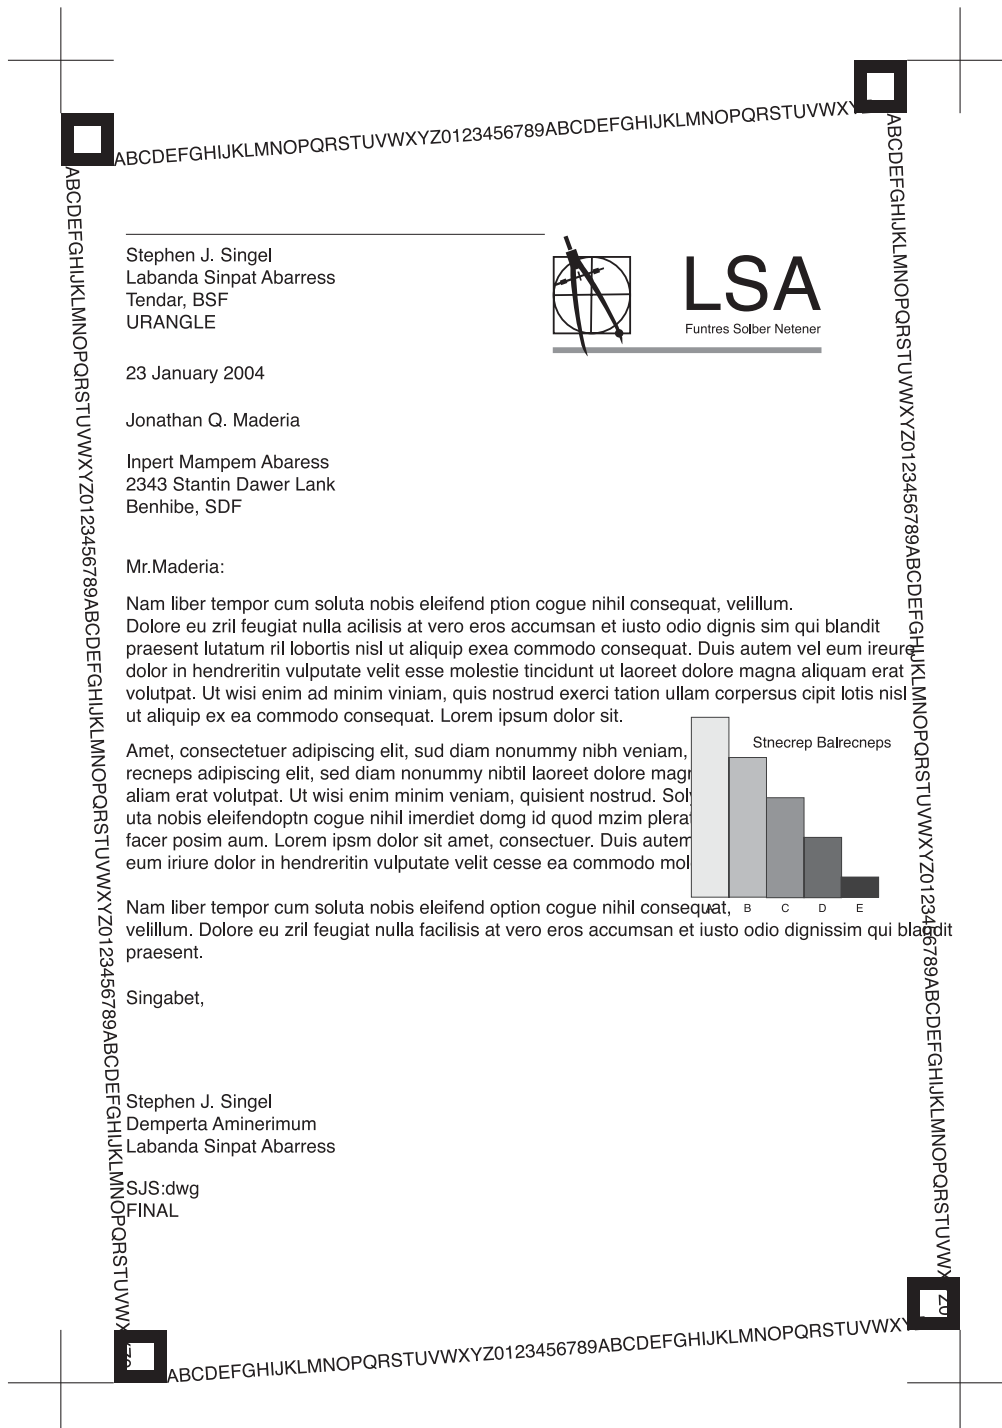 ABCDEFGHIJKLMNOPQRSTUVWXYZ0123456789ABCDEFGHIJKLMNOPQRSTUVWXY
ABCDEFGHIJKLMNOPQRSTUVWXYZ0123456789ABCDEFGHIJKLMNOPQRSTUVWXYZ0123456789ABCDEFGHIJKLMNOPQRSTUVWX
ABCDEFGHIJKLMNOPQRSTUVWXYZ0123456789ABCDEFGHIJKLMNOPQRSTUVWXYZ0123456789ABCDEFGHIJKLMNOPQRSTUVWX Z0
Stephen J. Singel
Labanda Sinpat Abarress
Tendar, BSF
URANGLE
LSA
Funtres Solber Netener
23 January 2004
Jonathan Q. Maderia
Inpert Mampem Abaress
2343 Stantin Dawer Lank
Benhibe, SDF
Mr.Maderia:
Nam liber tempor cum soluta nobis eleifend ption cogue nihil consequat, velillum.
Dolore eu zril feugiat nulla acilisis at vero eros accumsan et iusto odio dignis sim qui blandit
praesent lutatum ril lobortis nisl ut aliquip exea commodo consequat. Duis autem vel eum ireure
dolor in hendreritin vulputate velit esse molestie tincidunt ut laoreet dolore magna aliquam erat
volutpat. Ut wisi enim ad minim viniam, quis nostrud exerci tation ullam corpersus cipit lotis nisl
ut aliquip ex ea commodo consequat. Lorem ipsum dolor sit.
Amet, consectetuer adipiscing elit, sud diam nonummy nibh veniam,
recneps adipiscing elit, sed diam nonummy nibtil laoreet dolore magn
aliam erat volutpat. Ut wisi enim minim veniam, quisient nostrud. Soly
uta nobis eleifendoptn cogue nihil imerdiet domg id quod mzim plerat
facer posim aum. Lorem ipsm dolor sit amet, consectuer. Duis autem
eum iriure dolor in hendreritin vulputate velit cesse ea commodo mol
Stnecrep Balrecneps
A B C D E
Nam liber tempor cum soluta nobis eleifend option cogue nihil consequat,
velillum. Dolore eu zril feugiat nulla facilisis at vero eros accumsan et iusto odio dignissim qui blandit
praesent.
Singabet,
Stephen J. Singel
Demperta Aminerimum
Labanda Sinpat Abarress
SJS:dwg
FINAL
ABCDEFGHIJKLMNOPQRSTUVWXYZ0123456789ABCDEFGHIJKLMNOPQRSTUVWXY